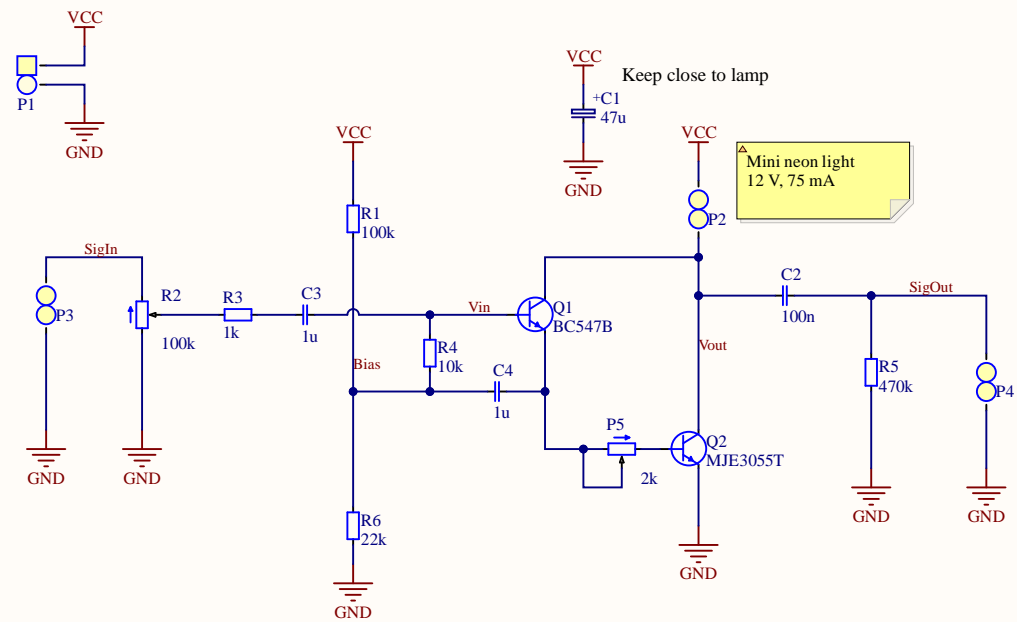 VCC
P1
GND
VCC
Keep close to lamp
+C1
47u
GND
VCC
VCC
Mini neon light
12 V, 75 mA
P2
R1
100k
SigIn
P3
R2
100k
R3
1k
C3
1u
Vin
Q1
BC547B
R4
10k
Bias
C4
1u
C2
100n
SigOut
Vout
R5
470k
P4
P5
2k
Q2
MJE3055T
GND
GND
R6
22k
GND
GND
GND
GND